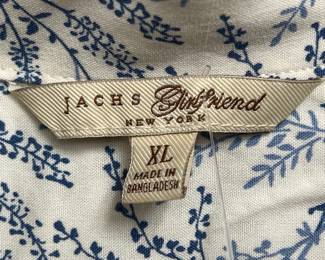 JACHS Girlfriend
NEW YORK
XL
MADE IN
BANGLADESH